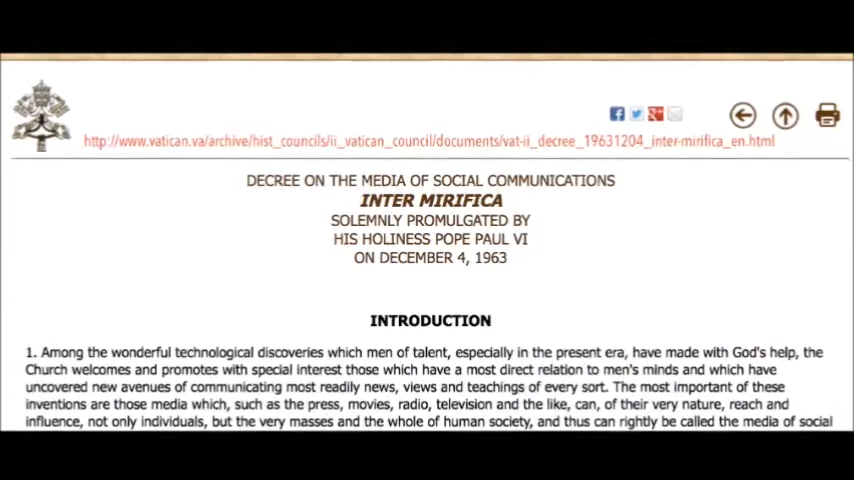 http://www.vatican.va/archive/hist_councils/ii_vatican_council/documents/vat-ii_decree_19631204_inter-mirifica_en.html
DECREE ON THE MEDIA OF SOCIAL COMMUNICATIONS
INTER MIRIFICA
SOLEMNLY PROMULGATED BY
HIS HOLINESS POPE PAUL VI
ON DECEMBER 4, 1963
INTRODUCTION
1. Among the wonderful technological discoveries which men of talent, especially in the present era, have made with God's help, the
Church welcomes and promotes with special interest those which have a most direct relation to men's minds and which have
uncovered new avenues of communicating most readily news, views and teachings of every sort. The most important of these
inventions are those media which, such as the press, movies, radio, television and the like, can, of their very nature, reach and
influence, not only individuals, but the very masses and the whole of human society, and thus can rightly be called the media of social